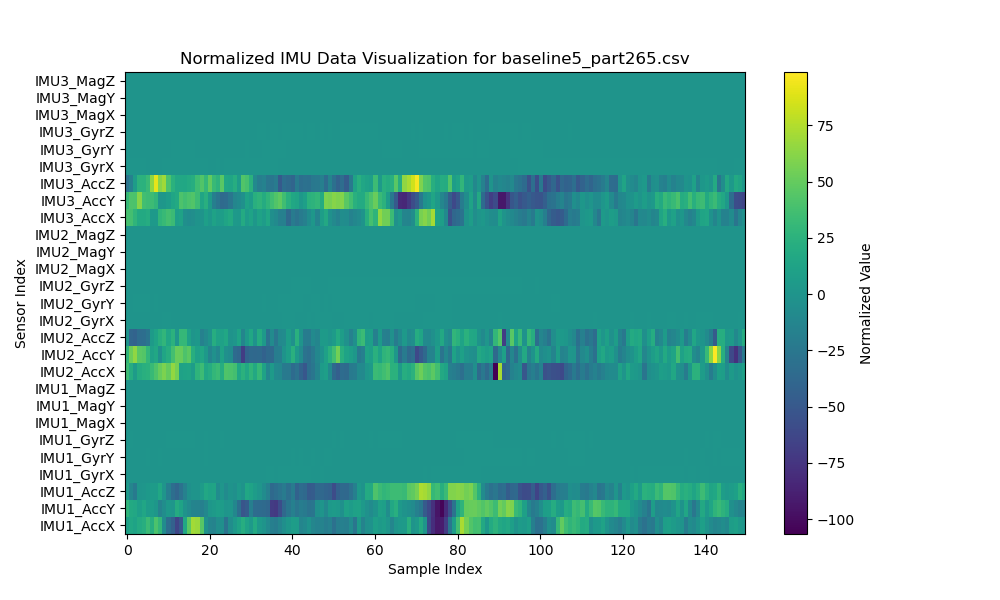 Normalized IMU Data Visualization for baseline5_part265.csv
IMU3_MagZ
IMU3_MagY
IMU3_MagX
IMU3_GyrZ
IMU3_GyrY
IMU3_GyrX
IMU3_AccZ
IMU3_AccY
IMU3_AccX
IMU2_MagZ
IMU2_MagY
IMU2_MagX
IMU2_GyrZ
IMU2_GyrY
IMU2_GyrX
IMU2_AccZ
IMU2_AccY
IMU2_AccX
IMU1_MagZ
IMU1_MagY
IMU1_MagX
IMU1_GyrZ
IMU1_GyrY
IMU1_GyrX
IMU1_AccZ
IMU1_AccY
IMU1_AccX
Sensor Index
0 20 40 60 80 100 120 140
Sample Index
75
50
25
0
−25
−50
−75
−100
Normalized Value